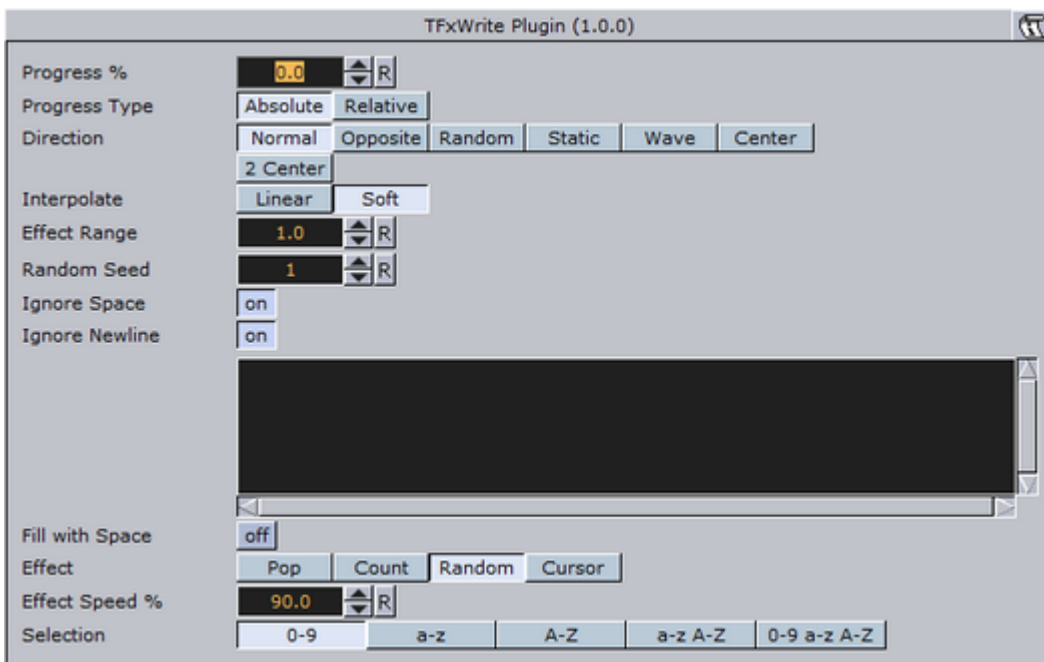 TFxWrite Plugin (1.0.0)
Progress % 0.0 R
Progress Type Absolute Relative
Direction Normal Opposite Random Static Wave Center
2 Center
Interpolate Linear Soft
Effect Range 1.0 R
Random Seed 1 R
Ignore Space on
Ignore Newline on
Fill with Space off
Effect Pop Count Random Cursor
Effect Speed % 90.0 R
Selection 0-9 a-z A-Z a-z A-Z 0-9 a-z A-Z